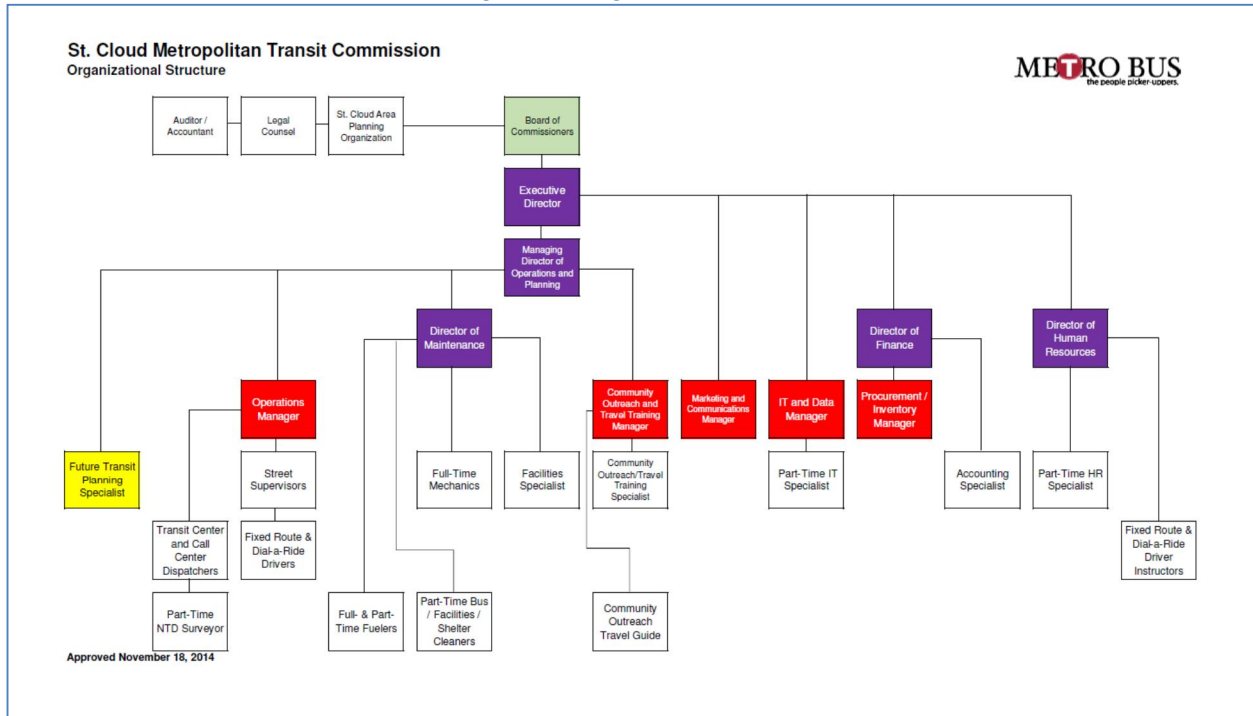 St. Cloud Metropolitan Transit Commission
Organizational Structure
METRO BUS
the people picker-uppers.
Auditor /
Accountant
Legal
Counsel
St. Cloud Area
Planning
Organization
Board of
Commissioners
Executive
Director
Managing
Director of
Operations and
Planning
Director of
Maintenance
Director of
Finance
Director of
Human
Resources
Operations
Manager
Community
Outreach and
Travel Training
Manager
Marketing and
Communications
Manager
IT and Data
Manager
Procurement /
Inventory
Manager
Future Transit
Planning
Specialist
Street
Supervisors
Full-Time
Mechanics
Facilities
Specialist
Community
Outreach/Travel
Training
Specialist
Part-Time IT
Specialist
Accounting
Specialist
Part-Time HR
Specialist
Transit Center
and Call
Center
Dispatchers
Fixed Route &
Dial-a-Ride
Drivers
Fixed Route &
Dial-a-Ride
Driver
Instructors
Part-Time
NTD Surveyor
Full- & Part-
Time Fuelers
Part-Time Bus
/ Facilities /
Shelter
Cleaners
Community
Outreach
Travel Guide
Approved November 18, 2014